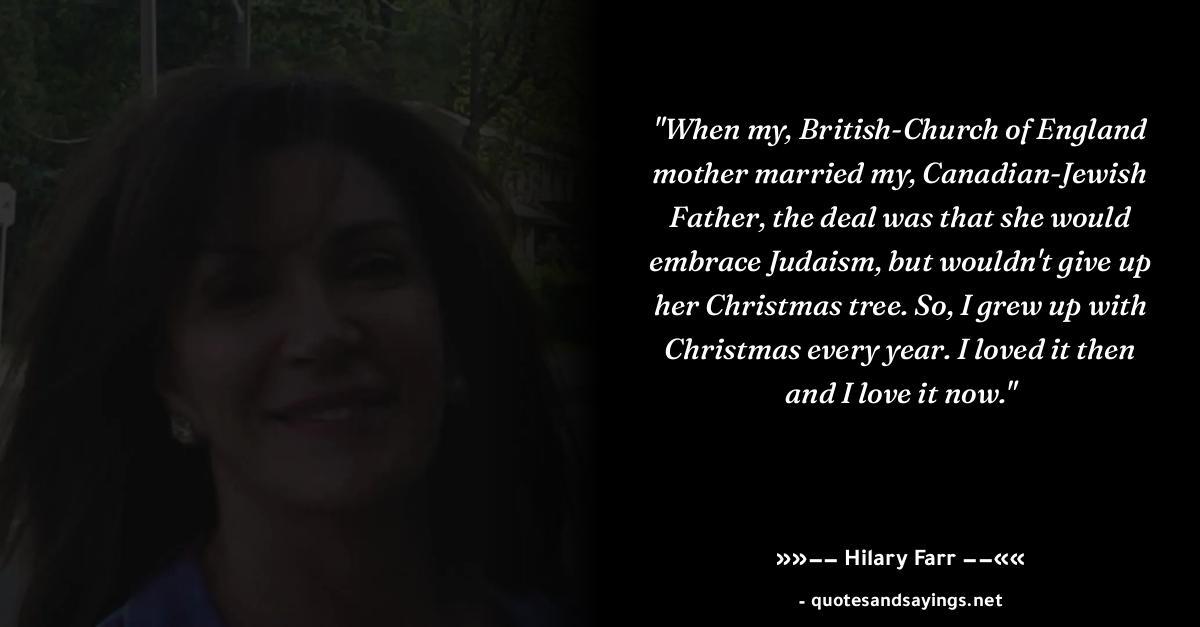 "When my, British-Church of England
mother married my, Canadian-Jewish
Father, the deal was that she would
embrace Judaism, but wouldn't give up
her Christmas tree. So, I grew up with
Christmas every year. I loved it then
and I love it now."
»»–– Hilary Farr ––««
- quotesandsayings.net